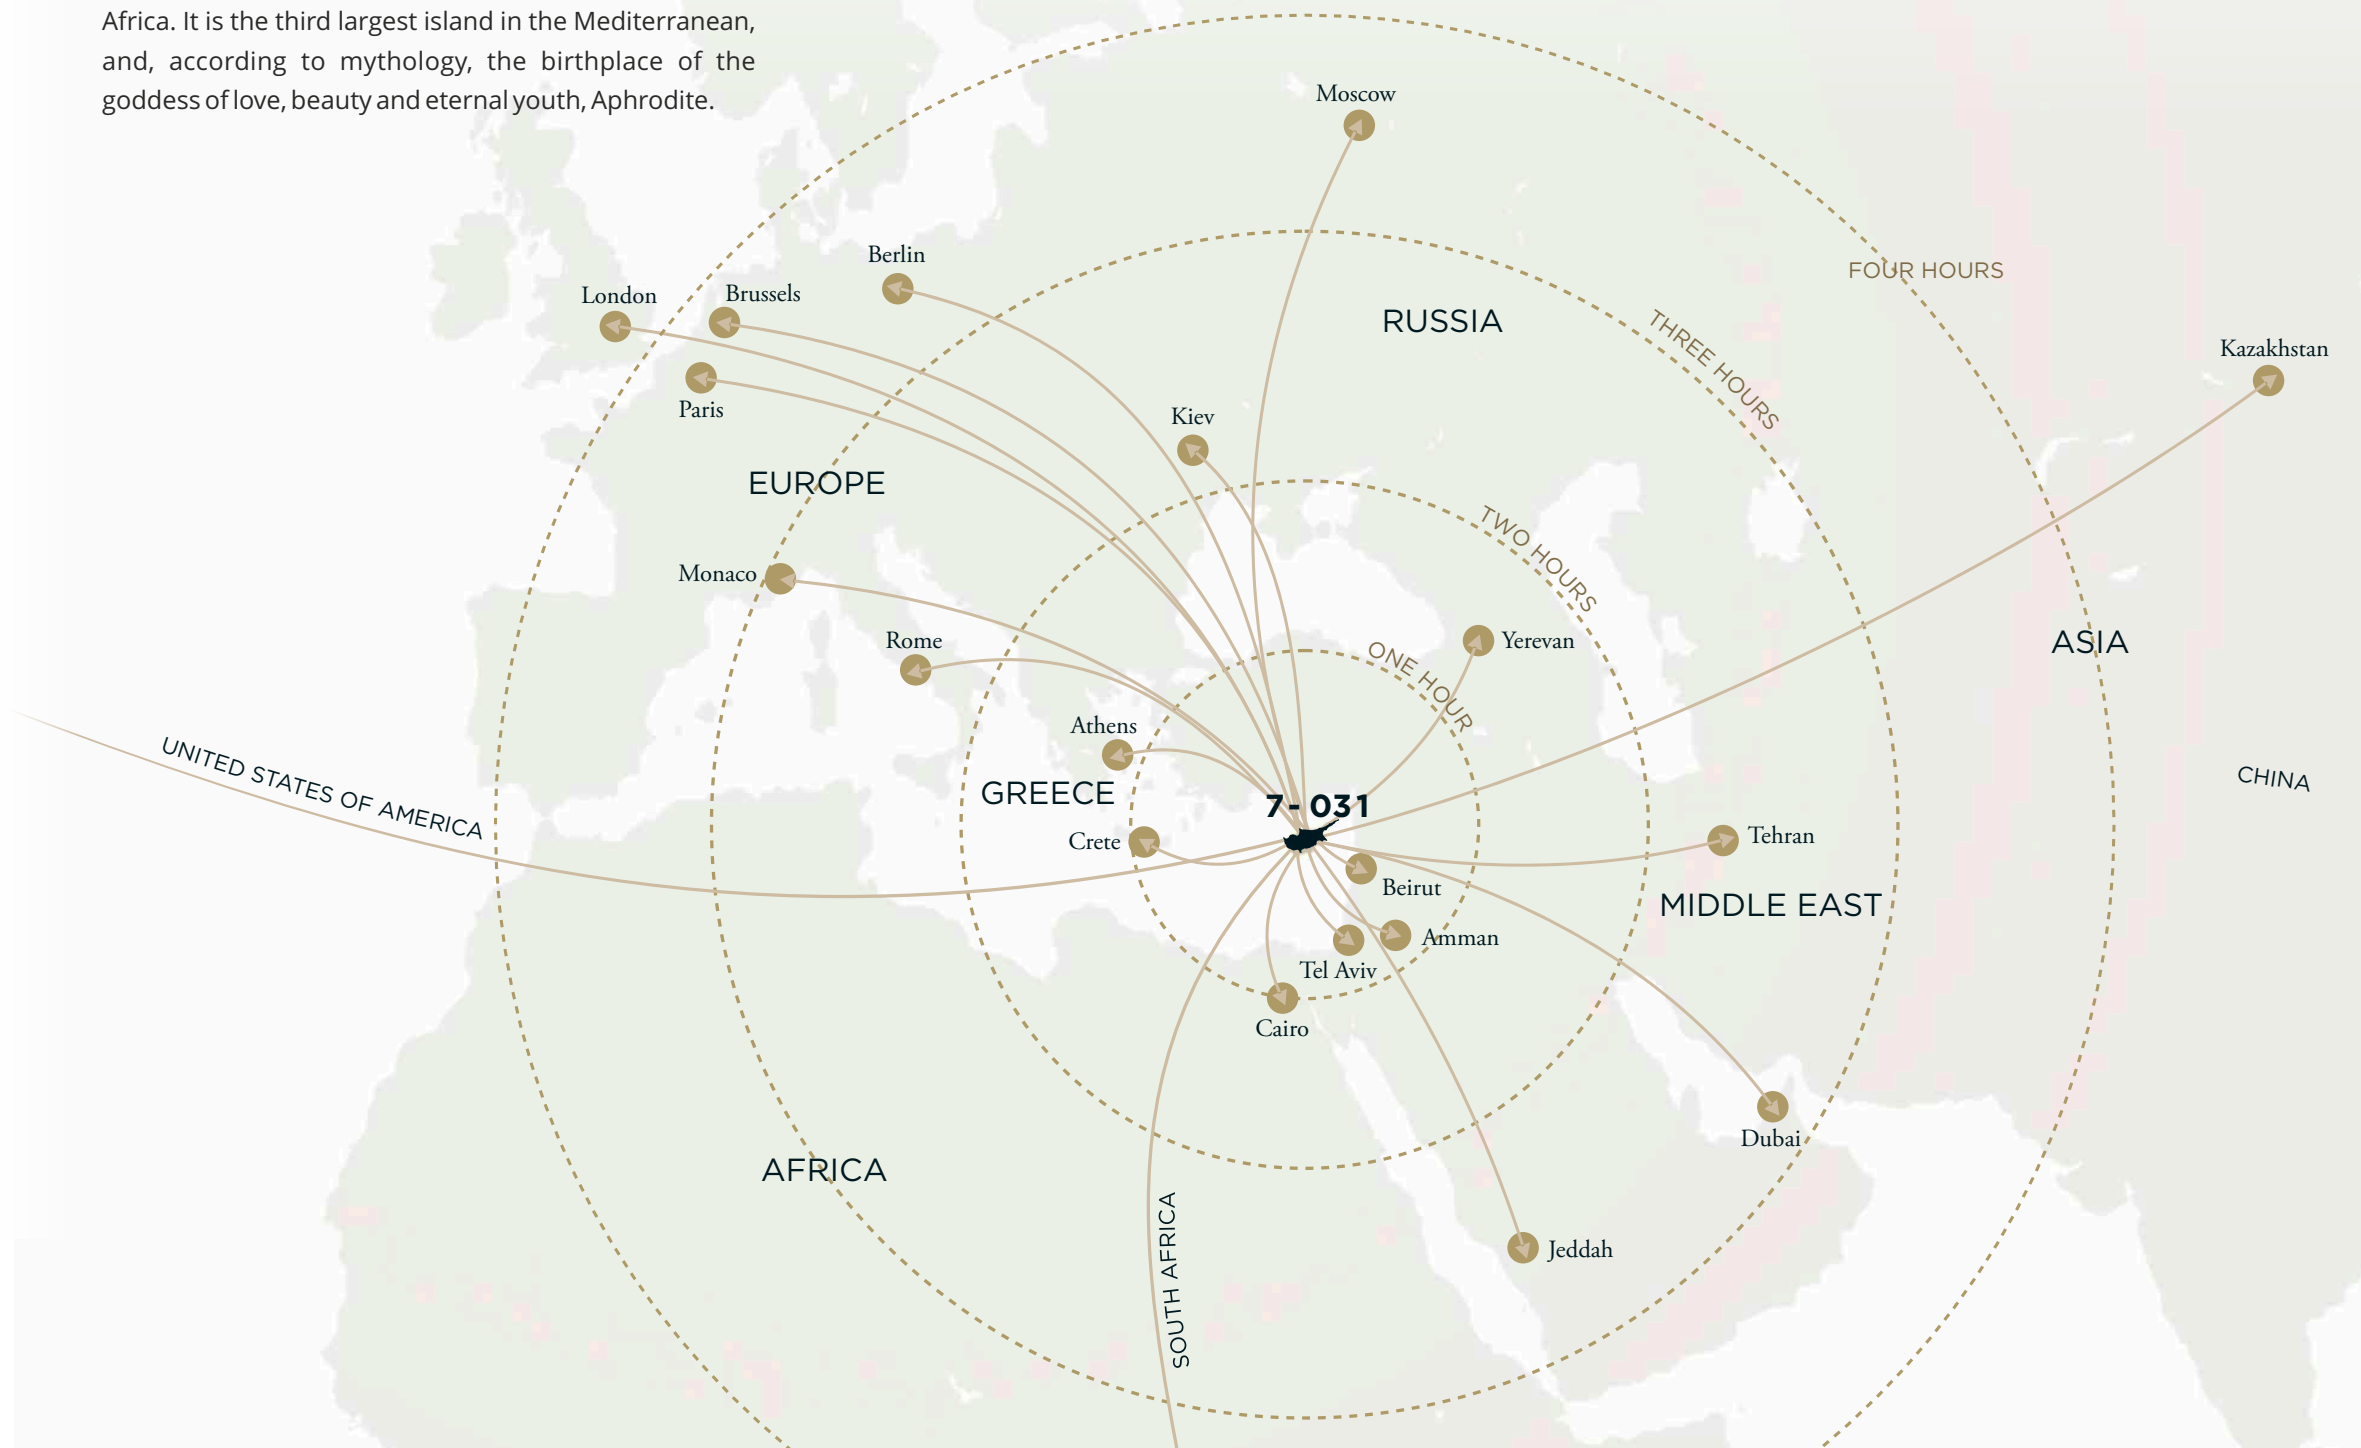 Africa. It is the third largest island in the Mediterranean,
and, according to mythology, the birthplace of the
goddess of love, beauty and eternal youth, Aphrodite.
Moscow
Berlin
FOUR HOURS
London
Brussels
RUSSIA
THREE HOURS
Kazakhstan
Paris
Kiev
EUROPE
TWO HOURS
Monaco
Rome
ONE HOUR
Yerevan
ASIA
Athens
UNITED STATES OF AMERICA
GREECE
7- 031
CHINA
Crete
Tehran
Beirut
MIDDLE EAST
Amman
Tel Aviv
Cairo
Dubai
AFRICA
SOUTH AFRICA
Jeddah